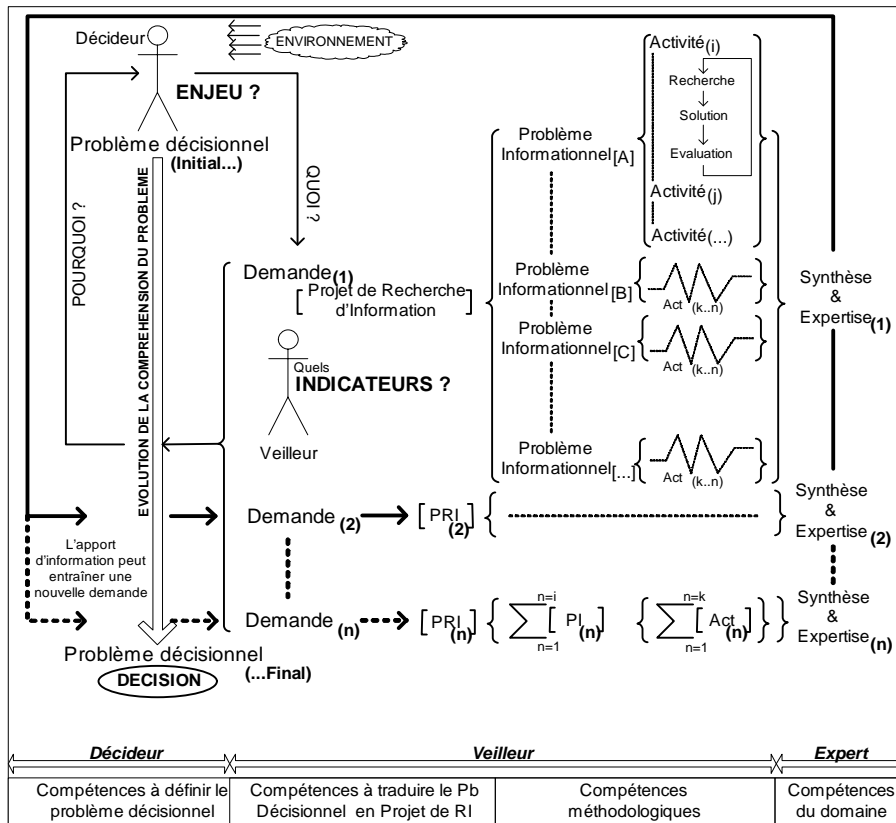 Décideur
ENVIRONNEMENT
ENJEU ?
Problème décisionnel
(Initial...)
POURQUOI ?
EVOLUTION DE LA COMPREHENSION DU PROBLEME
QUOI ?
Demande(1)
[Projet de Recherche
d'Information]
Quels
INDICATEURS ?
Veilleur
Problème
Informationnel[A]
Activité(i)
Recherche
Solution
Evaluation
Activité(j)
Activité(...)
Problème
Informationnel[B]
Act (k..n)
Problème
Informationnel[C]
Act (k..n)
Problème
Informationnel[...]
Act (k..n)
Synthèse
&
Expertise(1)
Demande(2)
[PRI](2)
Synthèse
&
Expertise(2)
L'apport
d'information peut
entraîner une
nouvelle demande
Demande(n)
[PRI](n)
{ n=i
∑ [ PI ](n)
n=1
{ n=k
∑ [ Act ](n) } }
n=1
Synthèse
&
Expertise(n)
Problème décisionnel
(...Final)
DECISION
Décideur
Veilleur
Expert
Compétences à définir le
problème décisionnel
Compétences à traduire le Pb
Décisionnel en Projet de RI
Compétences
méthodologiques
Compétences
du domaine